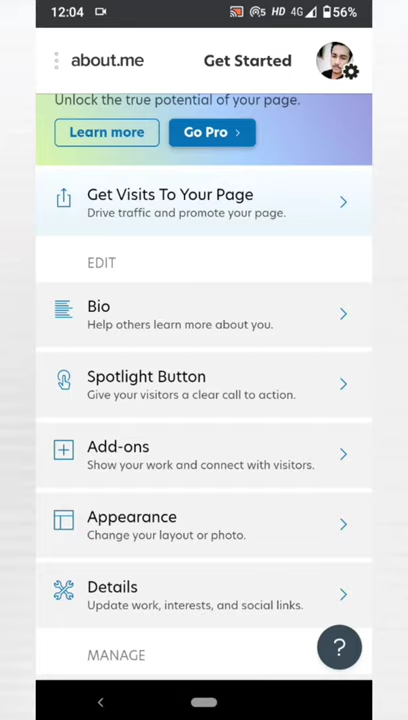 12:04 5 HD 4G 56%
about.me Get Started
Unlock the true potential of your page.
Learn more Go Pro
Get Visits To Your Page
Drive traffic and promote your page.
EDIT
Bio
Help others learn more about you.
Spotlight Button
Give your visitors a clear call to action.
Add-ons
Show your work and connect with visitors.
Appearance
Change your layout or photo.
Details
Update work, interests, and social links.
?
MANAGE